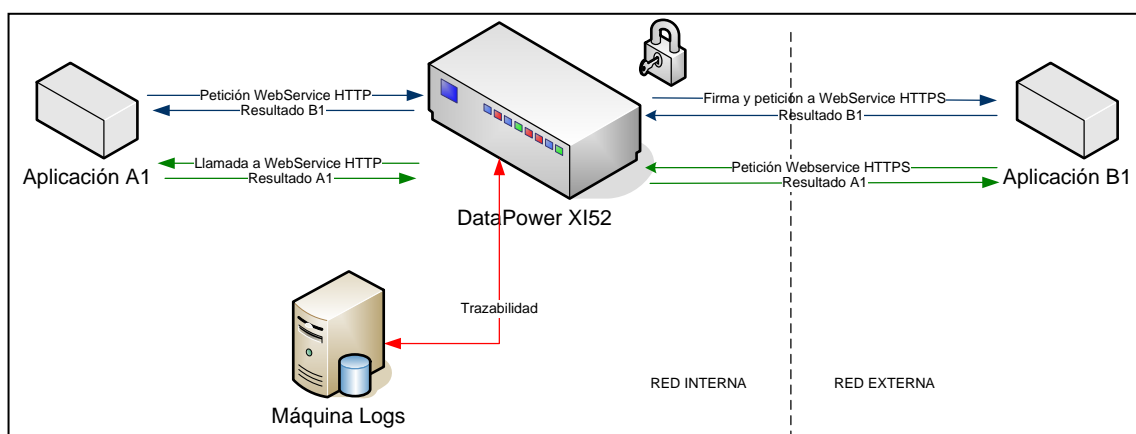 Petición WebService HTTP
Resultado B1
Firma y petición a WebService HTTPS
Resultado B1
Llamada a WebService HTTP
Resultado A1
Petición Webservice HTTPS
Resultado A1
Aplicación A1
Aplicación B1
DataPower XI52
Trazabilidad
RED INTERNA
RED EXTERNA
Máquina Logs